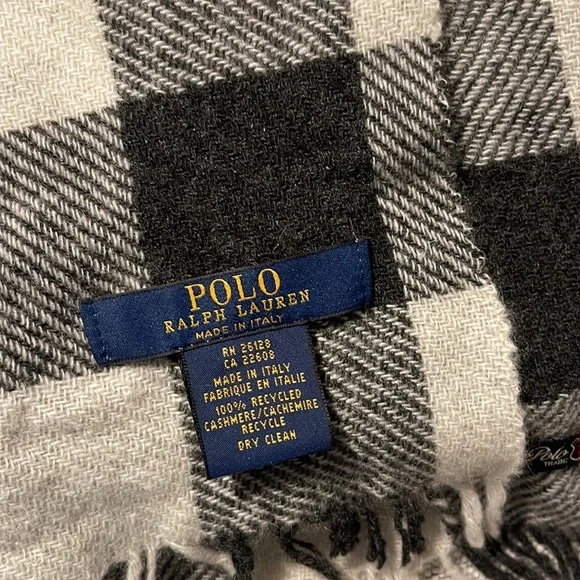 POLO
RALPH LAUREN
MADE IN ITALY
RN 25128
CA 22608
MADE IN ITALY
FABRIQUE EN ITALIE
100% RECYCLED
CASHMERE/CACHEMIRE
RECYCLE
DRY CLEAN
Polo
TRADE